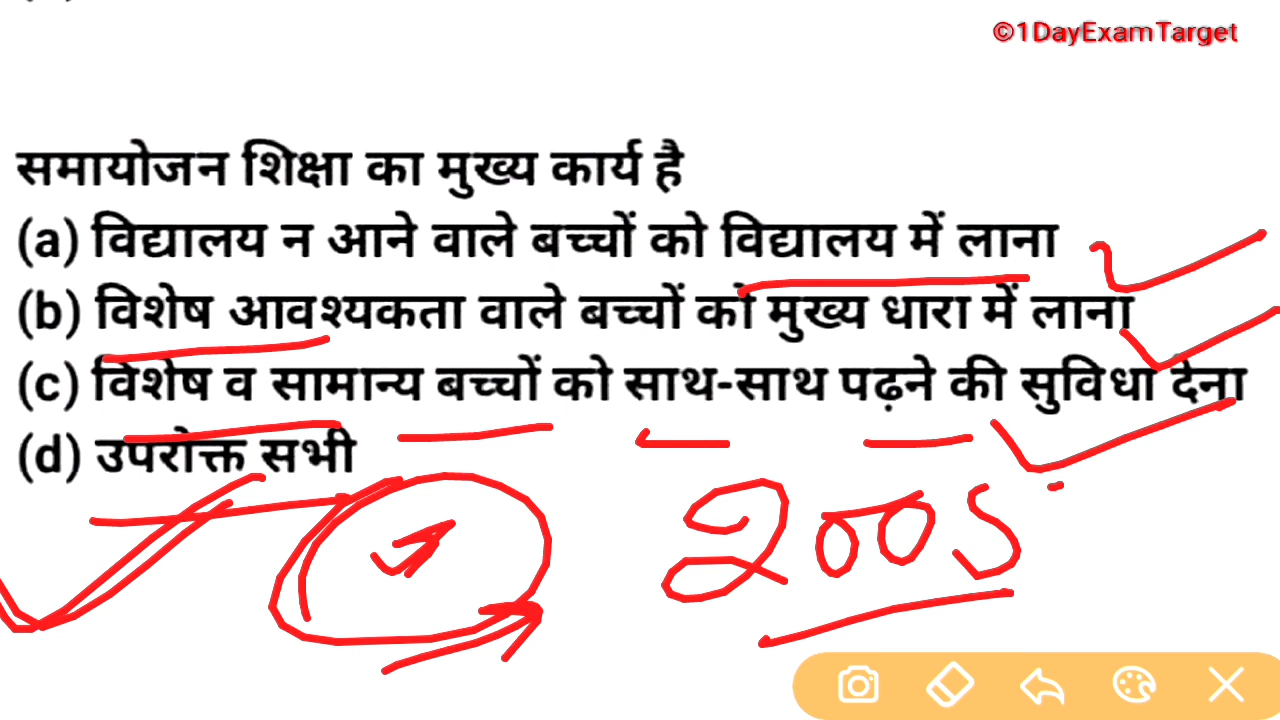 ©1DayExamTarget
समायोजन शिक्षा का मुख्य कार्य है
(a) विद्यालय न आने वाले बच्चों को विद्यालय में लाना
(b) विशेष आवश्यकता वाले बच्चों को मुख्य धारा में लाना
(c) विशेष व सामान्य बच्चों को साथ-साथ पढ़ने की सुविधा देना
(d) उपरोक्त सभी
2005